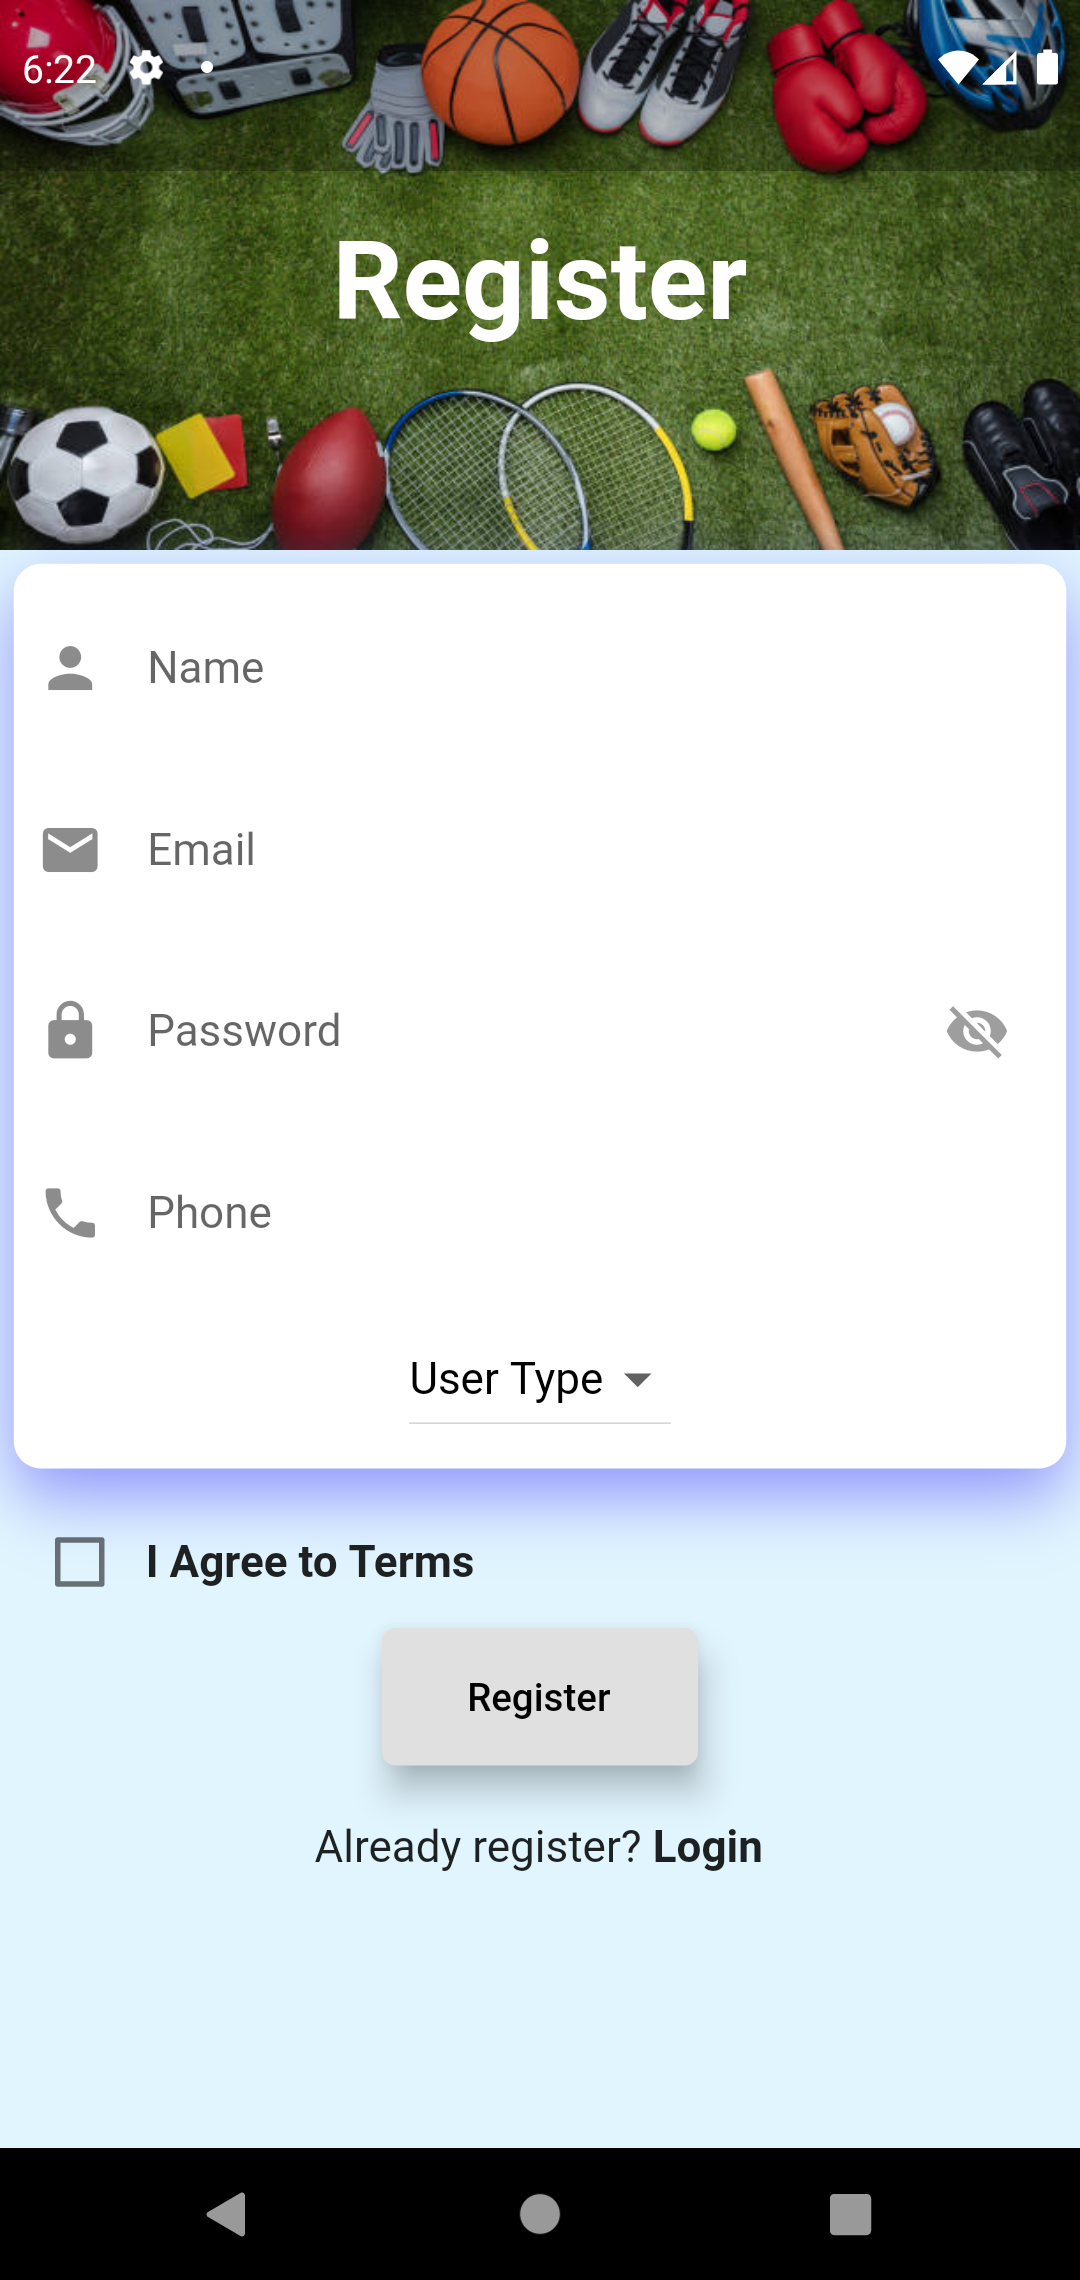 6:22
Register
Name
Email
Password
Phone
User Type
I Agree to Terms
Register
Already register? Login